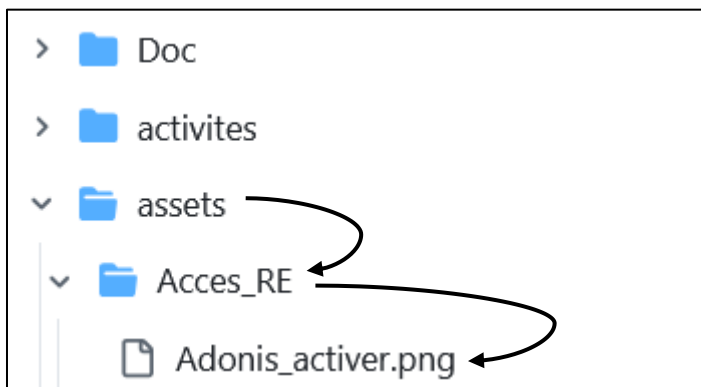 Doc
activites
assets
Acces_RE
Adonis_activer.png